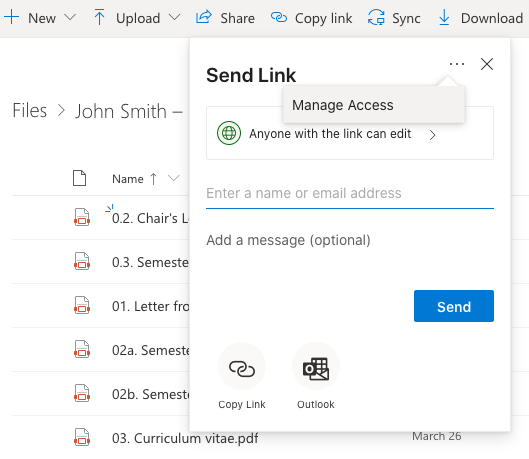 New Upload Share Copy link Sync Download
Send Link
Manage Access
Files > John Smith –
Anyone with the link can edit
Name
Enter a name or email address
0.2. Chair's L
Add a message (optional)
0.3. Semeste
01. Letter fro
Send
02a. Semes
02b. Semes
Copy Link Outlook
03. Curriculum vitae.pdf March 26